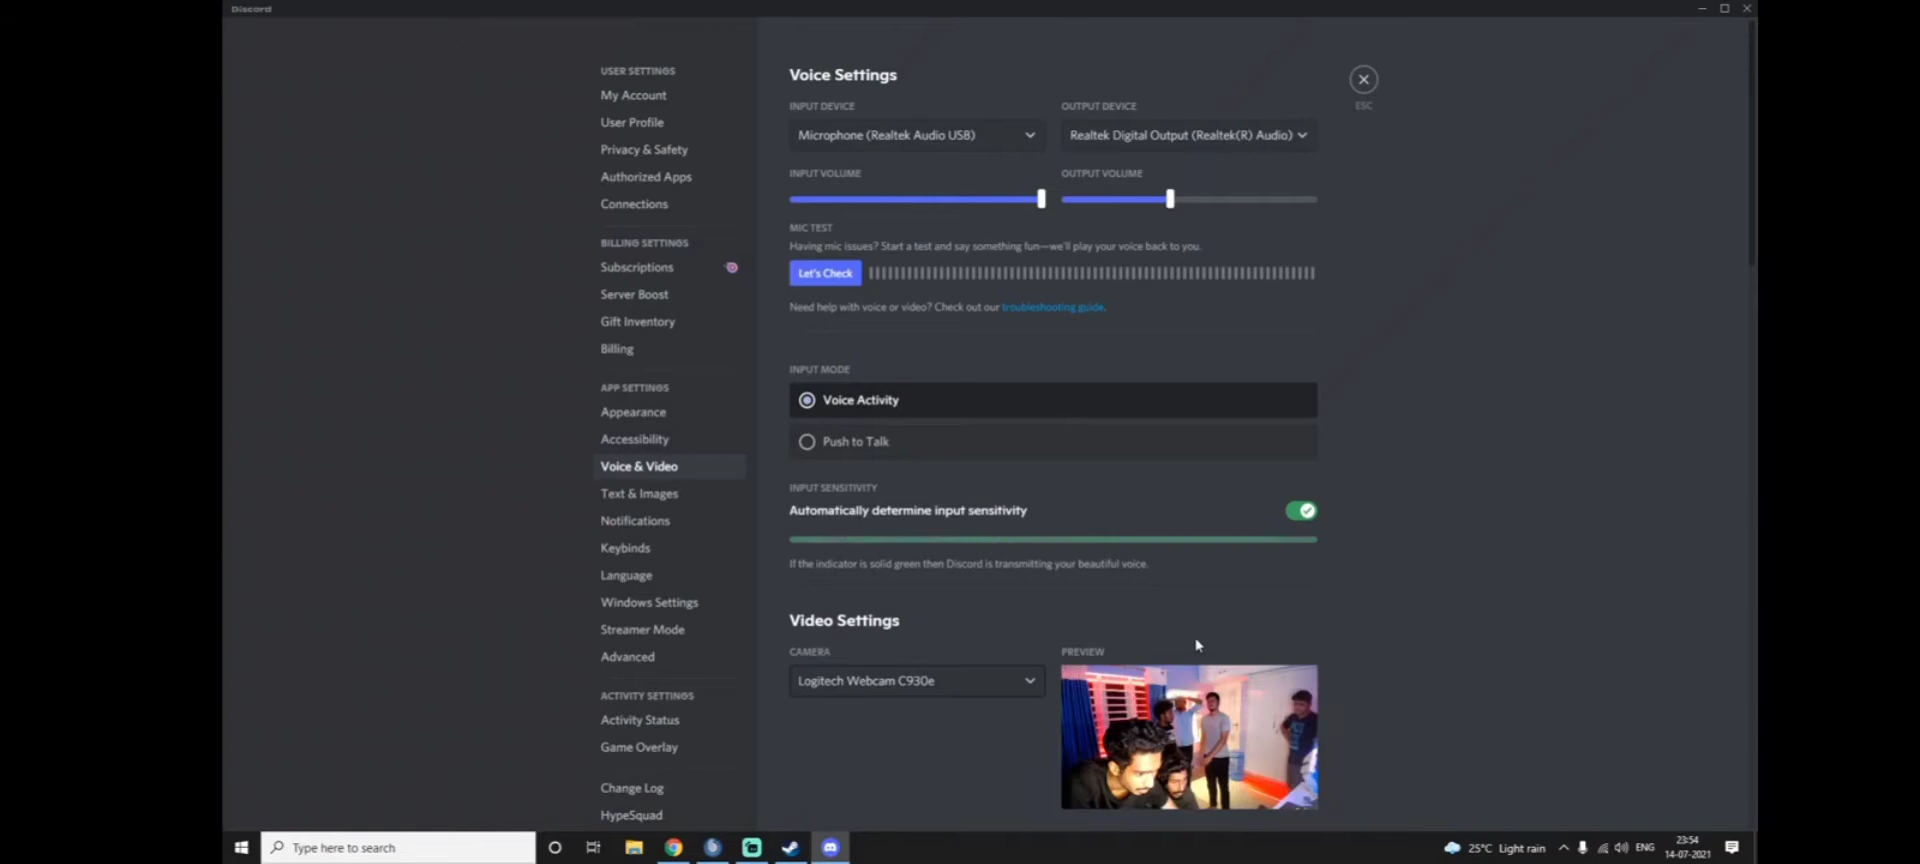 Discord
USER SETTINGS
My Account
User Profile
Privacy & Safety
Authorized Apps
Connections
BILLING SETTINGS
Subscriptions
Server Boost
Gift Inventory
Billing
APP SETTINGS
Appearance
Accessibility
Voice & Video
Text & Images
Notifications
Keybinds
Language
Windows Settings
Streamer Mode
Advanced
ACTIVITY SETTINGS
Activity Status
Game Overlay
Change Log
HypeSquad
Voice Settings
INPUT DEVICE
Microphone (Realtek Audio USB)
OUTPUT DEVICE
Realtek Digital Output (Realtek(R) Audio)
INPUT VOLUME
OUTPUT VOLUME
MIC TEST
Having mic issues? Start a test and say something fun—we'll play your voice back to you.
Let's Check
Need help with voice or video? Check out our troubleshooting guide.
INPUT MODE
Voice Activity
Push to Talk
INPUT SENSITIVITY
Automatically determine input sensitivity
If the indicator is solid green then Discord is transmitting your beautiful voice.
Video Settings
CAMERA
Logitech Webcam C930e
PREVIEW
ESC
Type here to search
25°C Light rain
ENG
23:54
14-07-2021